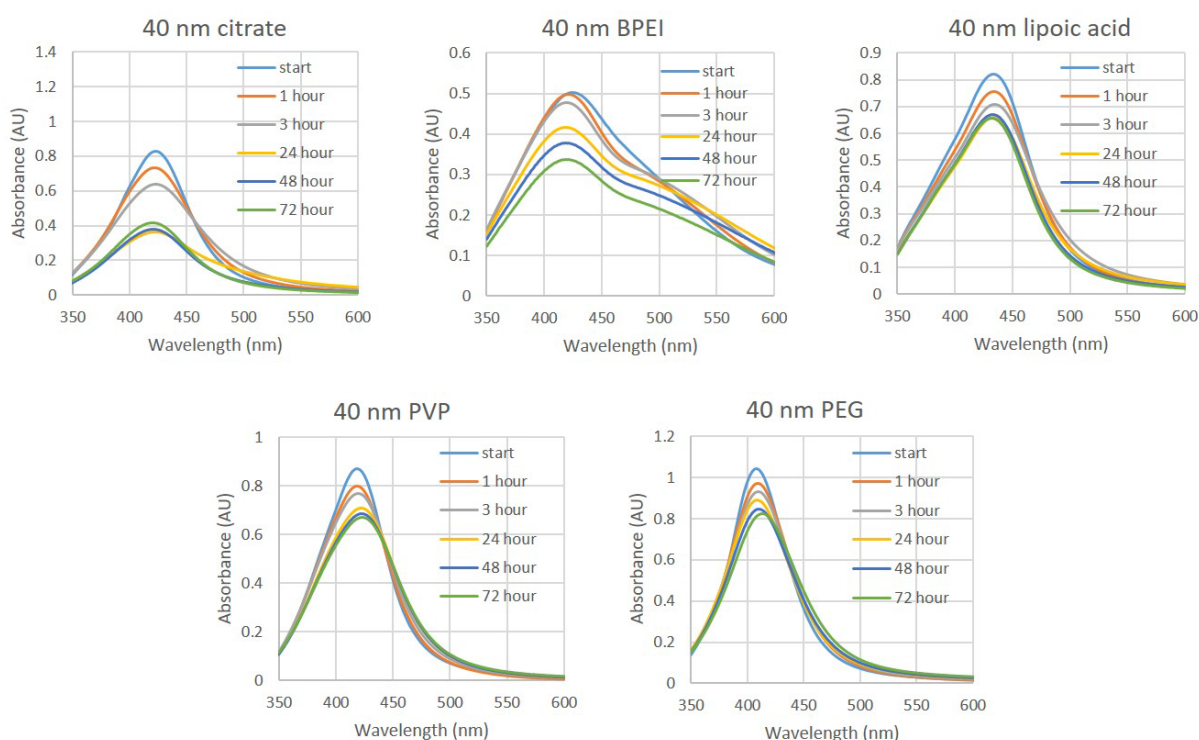 40 nm citrate
Absorbance (AU)
1.4
1.2
1
0.8
0.6
0.4
0.2
0
350 400 450 500 550 600
Wavelength (nm)
start
1 hour
3 hour
24 hour
48 hour
72 hour
40 nm BPEI
Absorbance (AU)
0.6
0.5
0.4
0.3
0.2
0.1
0
350 400 450 500 550 600
Wavelength (nm)
start
1 hour
3 hour
24 hour
48 hour
72 hour
40 nm lipoic acid
Absorbance (AU)
0.9
0.8
0.7
0.6
0.5
0.4
0.3
0.2
0.1
0
350 400 450 500 550 600
Wavelength (nm)
start
1 hour
3 hour
24 hour
48 hour
72 hour
40 nm PVP
Absorbance (AU)
1
0.8
0.6
0.4
0.2
0
350 400 450 500 550 600
Wavelength (nm)
start
1 hour
3 hour
24 hour
48 hour
72 hour
40 nm PEG
Absorbance (AU)
1.2
1
0.8
0.6
0.4
0.2
0
350 400 450 500 550 600
Wavelength (nm)
start
1 hour
3 hour
24 hour
48 hour
72 hour